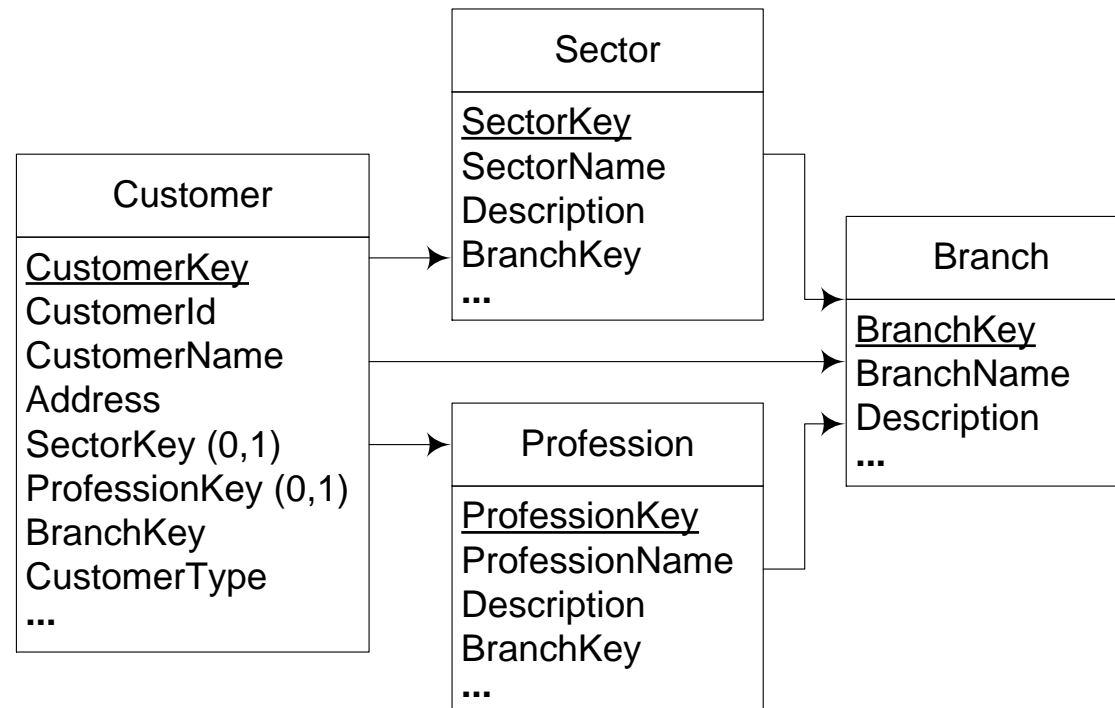 Customer
CustomerKey
CustomerId
CustomerName
Address
SectorKey (0,1)
ProfessionKey (0,1)
BranchKey
CustomerType
...
Sector
SectorKey
SectorName
Description
BranchKey
...
Profession
ProfessionKey
ProfessionName
Description
BranchKey
...
Branch
BranchKey
BranchName
Description
...